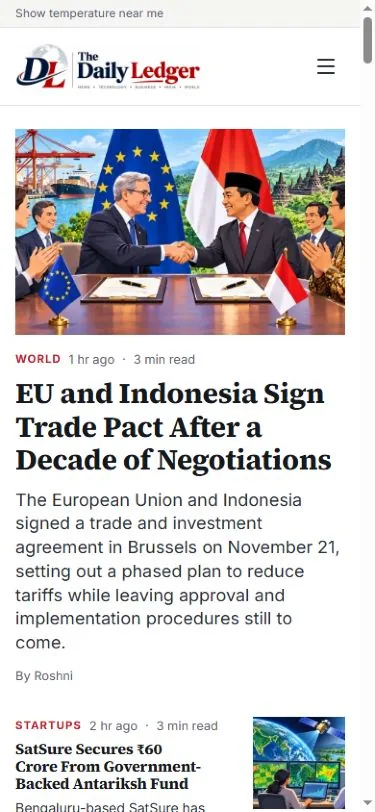 Show temperature near me
DL
The
Daily Ledger
WORLD 1 hr ago · 3 min read
EU and Indonesia Sign
Trade Pact After a
Decade of Negotiations
The European Union and Indonesia
signed a trade and investment
agreement in Brussels on November 21,
setting out a phased plan to reduce
tariffs while leaving approval and
implementation procedures still to
come.
By Roshni
STARTUPS 2 hr ago · 3 min read
SatSure Secures ₹60
Crore From Government-
Backed Antariksh Fund
Bengaluru-based SatSure has